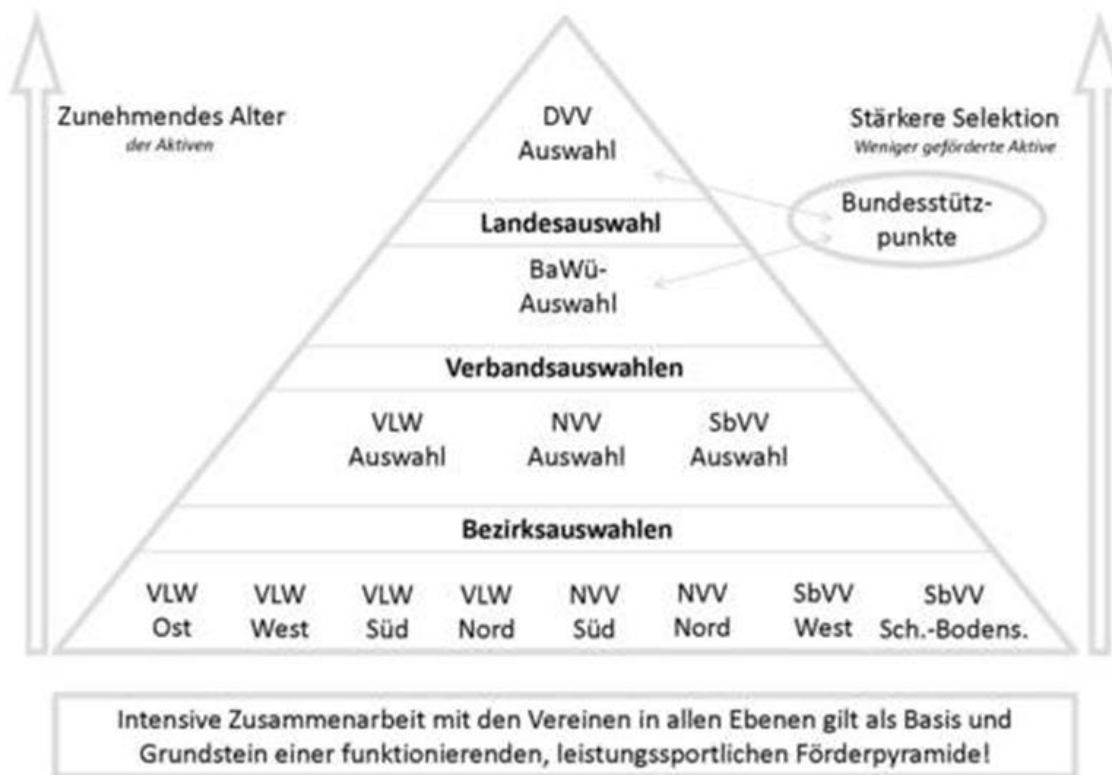 Zunehmendes Alter
der Aktiven
DVV
Auswahl
Stärkere Selektion
Weniger geförderte Aktive
Bundesstütz-
punkte
Landesauswahl
BaWü-
Auswahl
Verbandsauswahlen
VLW NVV SbVV
Auswahl Auswahl Auswahl
Bezirksauswahlen
VLW VLW VLW VLW NVV NVV SbVV SbVV
Ost West Süd Nord Süd Nord West Sch.-Bodens.
Intensive Zusammenarbeit mit den Vereinen in allen Ebenen gilt als Basis und
Grundstein einer funktionierenden, leistungssportlichen Förderpyramide!